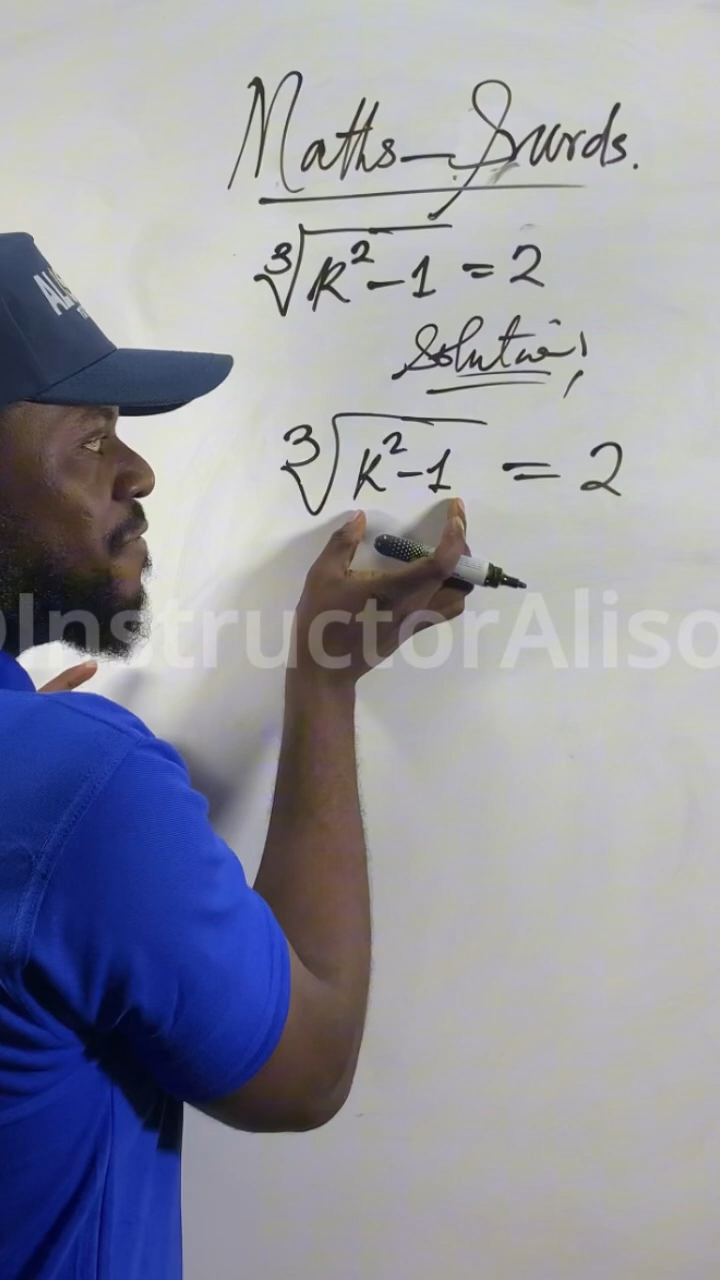 Maths - Surds.
∛(k² - 1) = 2
Solution;
∛(k² - 1) = 2
@InstructorAliso